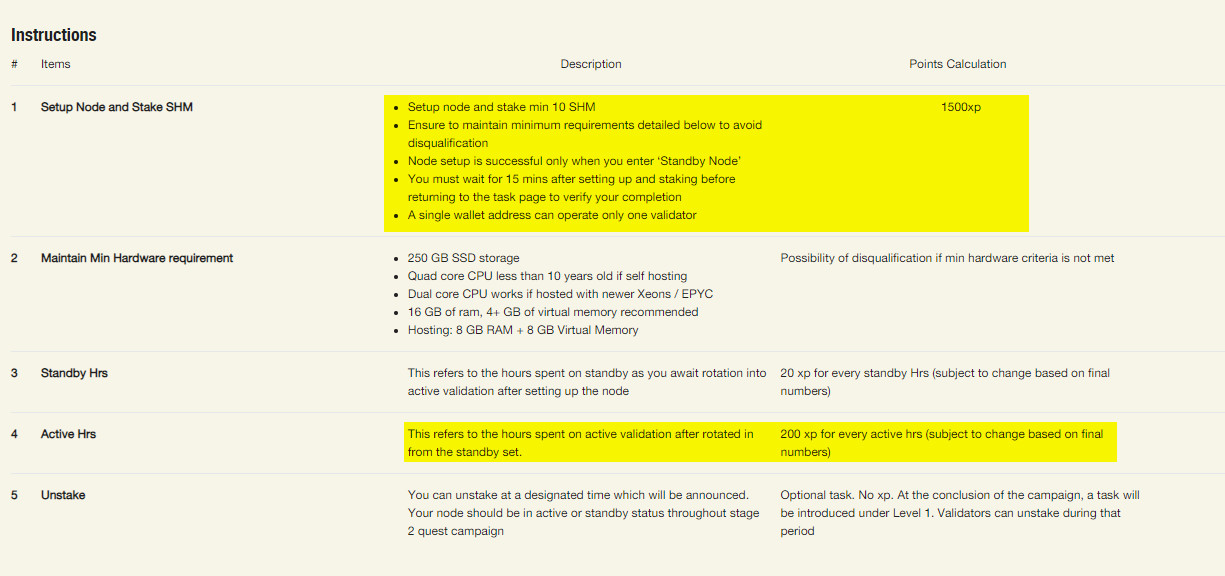 Instructions
# Items Description Points Calculation
1 Setup Node and Stake SHM • Setup node and stake min 10 SHM 1500xp
• Ensure to maintain minimum requirements detailed below to avoid
disqualification
• Node setup is successful only when you enter ‘Standby Node’
• You must wait for 15 mins after setting up and staking before
returning to the task page to verify your completion
• A single wallet address can operate only one validator
2 Maintain Min Hardware requirement • 250 GB SSD storage Possibility of disqualification if min hardware criteria is not met
• Quad core CPU less than 10 years old if self hosting
• Dual core CPU works if hosted with newer Xeons / EPYC
• 16 GB of ram, 4+ GB of virtual memory recommended
• Hosting: 8 GB RAM + 8 GB Virtual Memory
3 Standby Hrs This refers to the hours spent on standby as you await rotation into 20 xp for every standby Hrs (subject to change based on final
active validation after setting up the node numbers)
4 Active Hrs This refers to the hours spent on active validation after rotated in 200 xp for every active hrs (subject to change based on final
from the standby set. numbers)
5 Unstake You can unstake at a designated time which will be announced. Optional task. No xp. At the conclusion of the campaign, a task will
Your node should be in active or standby status throughout stage be introduced under Level 1. Validators can unstake during that
2 quest campaign period